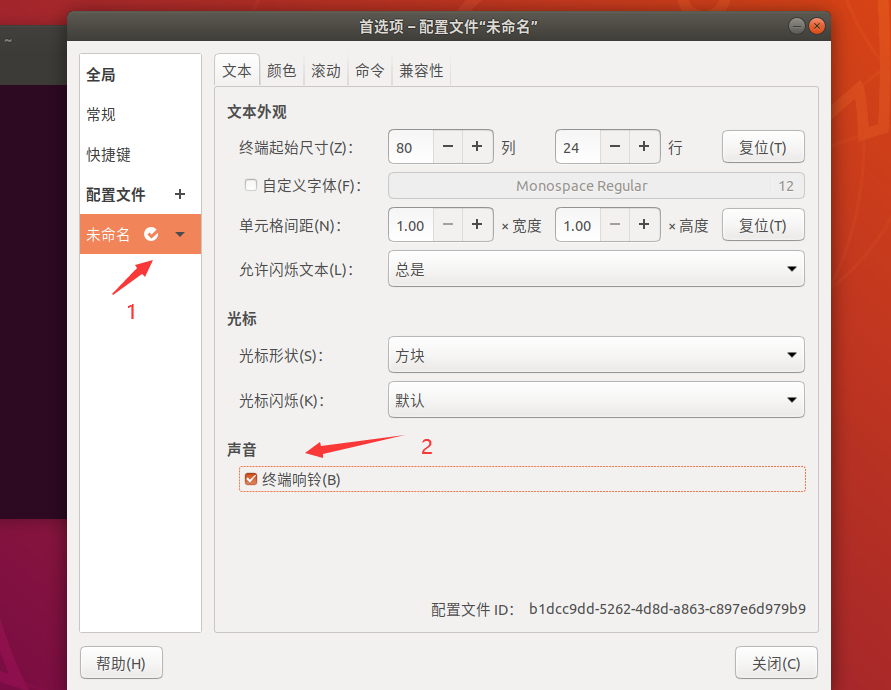 首选项 – 配置文件“未命名”
~
全局
常规
快捷键
配置文件 +
未命名
1
文本 颜色 滚动 命令 兼容性
文本外观
终端起始尺寸(Z)： 80 − + 列 24 − + 行 复位(T)
自定义字体(F)： Monospace Regular 12
单元格间距(N)： 1.00 − + × 宽度 1.00 − + × 高度 复位(T)
允许闪烁文本(L)： 总是
光标
光标形状(S)： 方块
光标闪烁(K)： 默认
声音 2
终端响铃(B)
配置文件 ID： b1dcc9dd-5262-4d8d-a863-c897e6d979b9
帮助(H) 关闭(C)